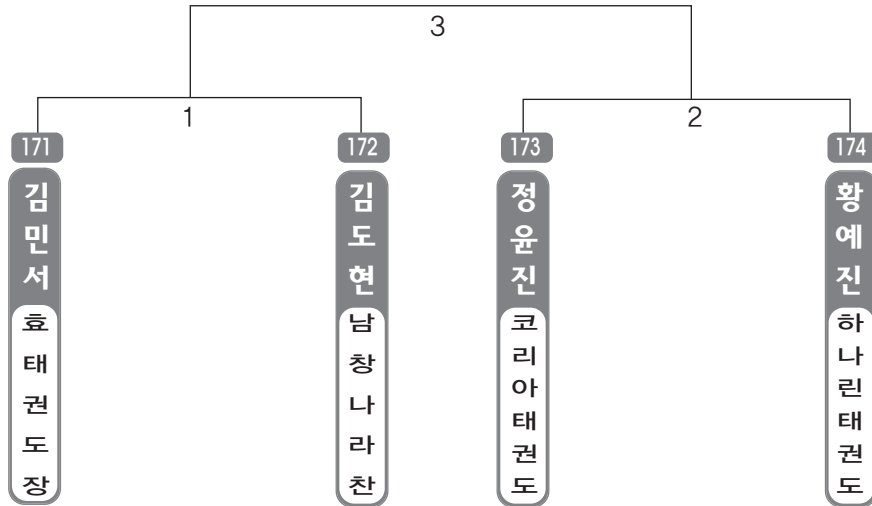 3
1
2
171
172
173
174
김민서
김도현
정윤진
황예진
효태권도장
남창나라찬
코리아태권도
하나린태권도